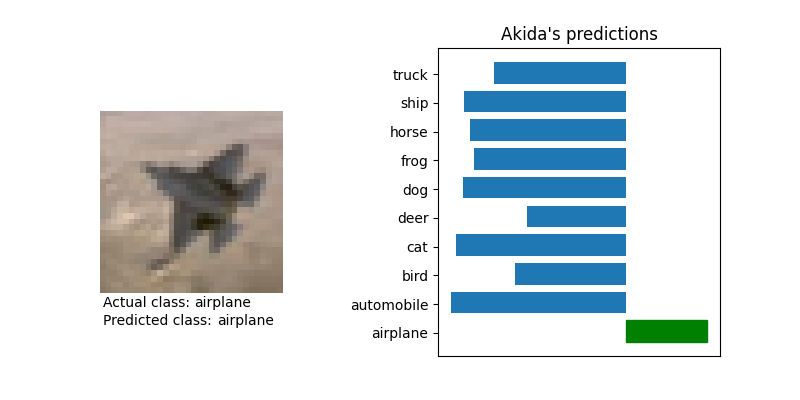 Akida's predictions
truck
ship
horse
frog
dog
deer
cat
bird
automobile
airplane
Actual class: airplane
Predicted class: airplane